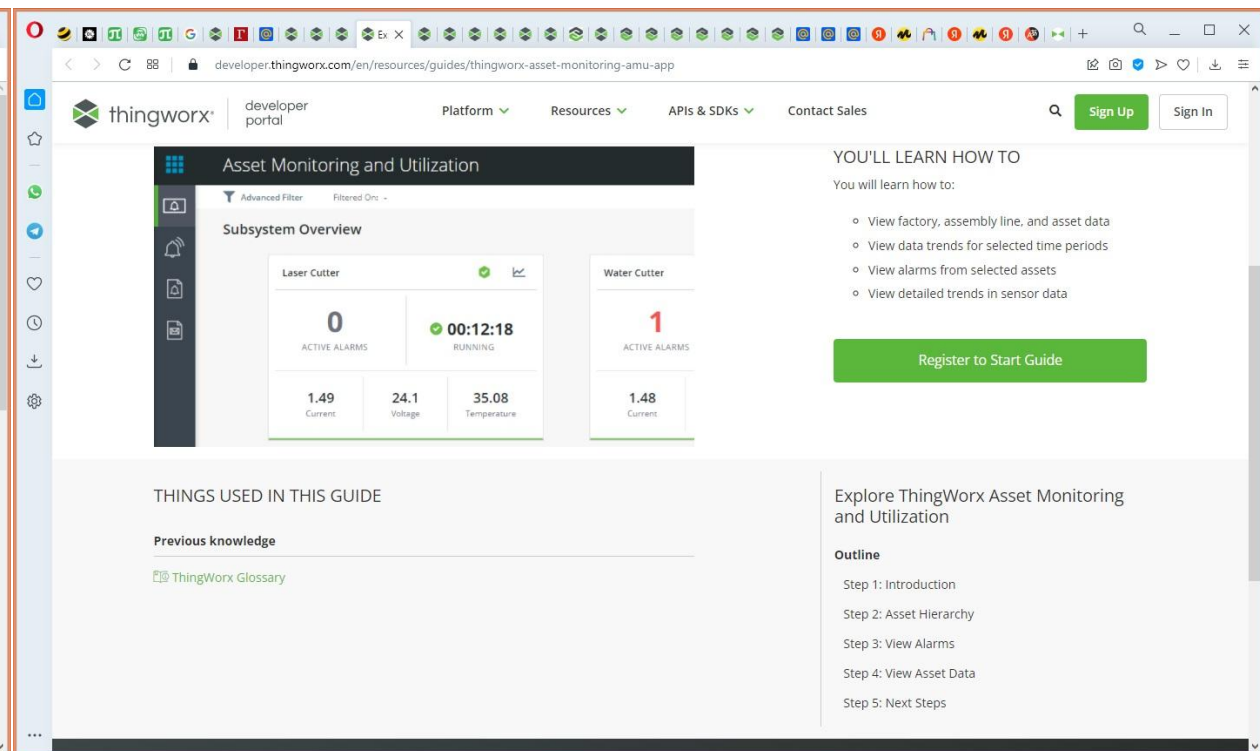 Ex
developer.thingworx.com/en/resources/guides/thingworx-asset-monitoring-amu-app
thingworx®
developer
portal
Platform
Resources
APIs & SDKs
Contact Sales
Sign Up
Sign In
Asset Monitoring and Utilization
Advanced Filter
Filtered On: -
Subsystem Overview
Laser Cutter
0
ACTIVE ALARMS
00:12:18
RUNNING
1.49
Current
24.1
Voltage
35.08
Temperature
Water Cutter
1
ACTIVE ALARMS
1.48
Current
YOU'LL LEARN HOW TO
You will learn how to:
View factory, assembly line, and asset data
View data trends for selected time periods
View alarms from selected assets
View detailed trends in sensor data
Register to Start Guide
THINGS USED IN THIS GUIDE
Previous knowledge
ThingWorx Glossary
Explore ThingWorx Asset Monitoring
and Utilization
Outline
Step 1: Introduction
Step 2: Asset Hierarchy
Step 3: View Alarms
Step 4: View Asset Data
Step 5: Next Steps